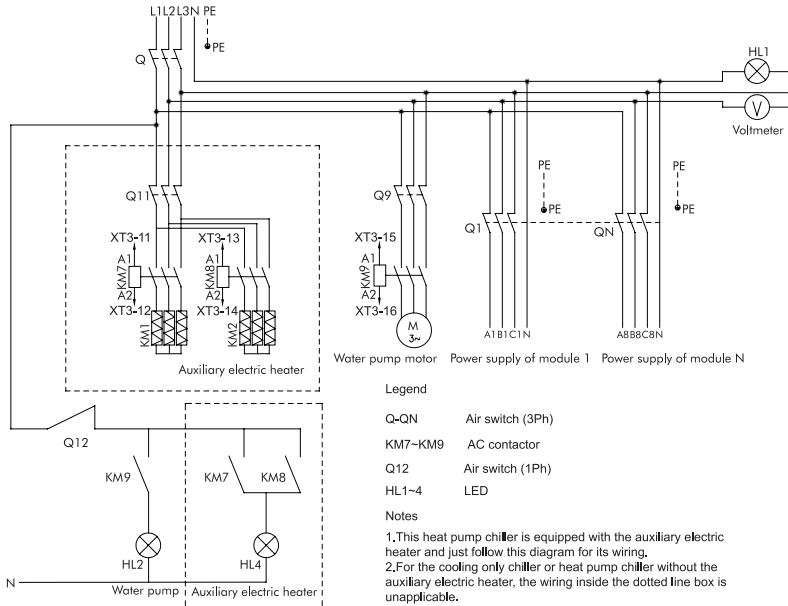 L1L2L3N PE
PE
Q
HL1
V
Voltmeter
Q11
XT3-11
XT3-13
A1
A1
KM7
KM8
A2
A2
XT3-12
XT3-14
KM1
KM2
Auxiliary electric heater
Q9
XT3-15
A1
KM9
A2
XT3-16
M
3~
Water pump motor
Q1
PE
PE
A1B1C1N
Power supply of module 1
QN
PE
PE
A8B8C8N
Power supply of module N
Q12
KM9
KM7
KM8
HL2
HL4
N
Water pump
Auxiliary electric heater
Legend
Q-QN Air switch (3Ph)
KM7~KM9 AC contactor
Q12 Air switch (1Ph)
HL1~4 LED
Notes
1.This heat pump chiller is equipped with the auxiliary electric
heater and just follow this diagram for its wiring.
2.For the cooling only chiller or heat pump chiller without the
auxiliary electric heater, the wiring inside the dotted line box is
unapplicable.